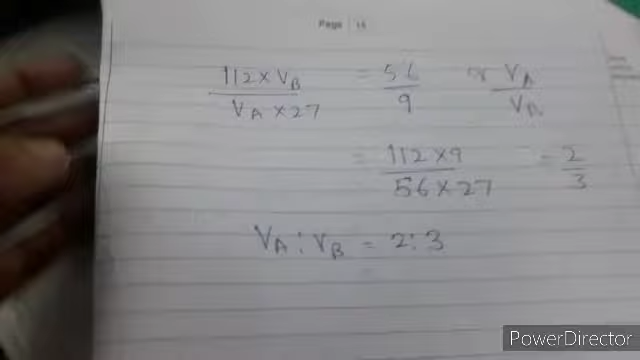 Page 14
112 × V_B / V_A × 27 = 56 / 9 or V_A / V_B
= 112 × 9 / 56 × 27 = 2 / 3
V_A : V_B = 2 : 3
PowerDirector